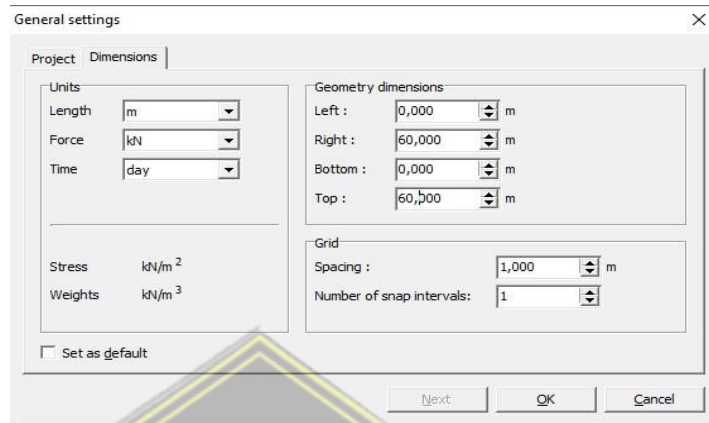 General settings
Project Dimensions
Units
Length m
Force kN
Time day
Stress kN/m 2
Weights kN/m 3
Geometry dimensions
Left : 0,000 m
Right : 60,000 m
Bottom : 0,000 m
Top : 60,000 m
Grid
Spacing : 1,000 m
Number of snap intervals: 1
Set as default
Next OK Cancel